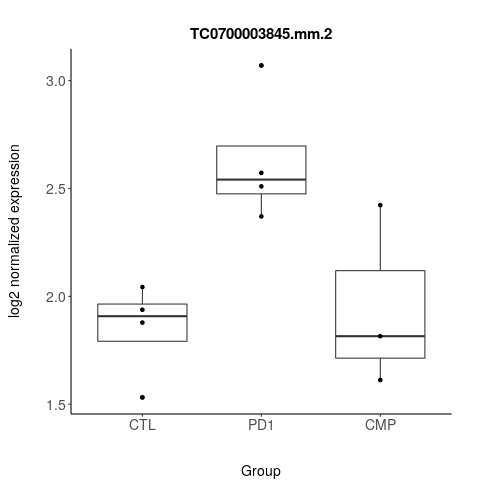 TC0700003845.mm.2
log2 normalized expression
3.0
2.5
2.0
1.5
CTL PD1 CMP
Group